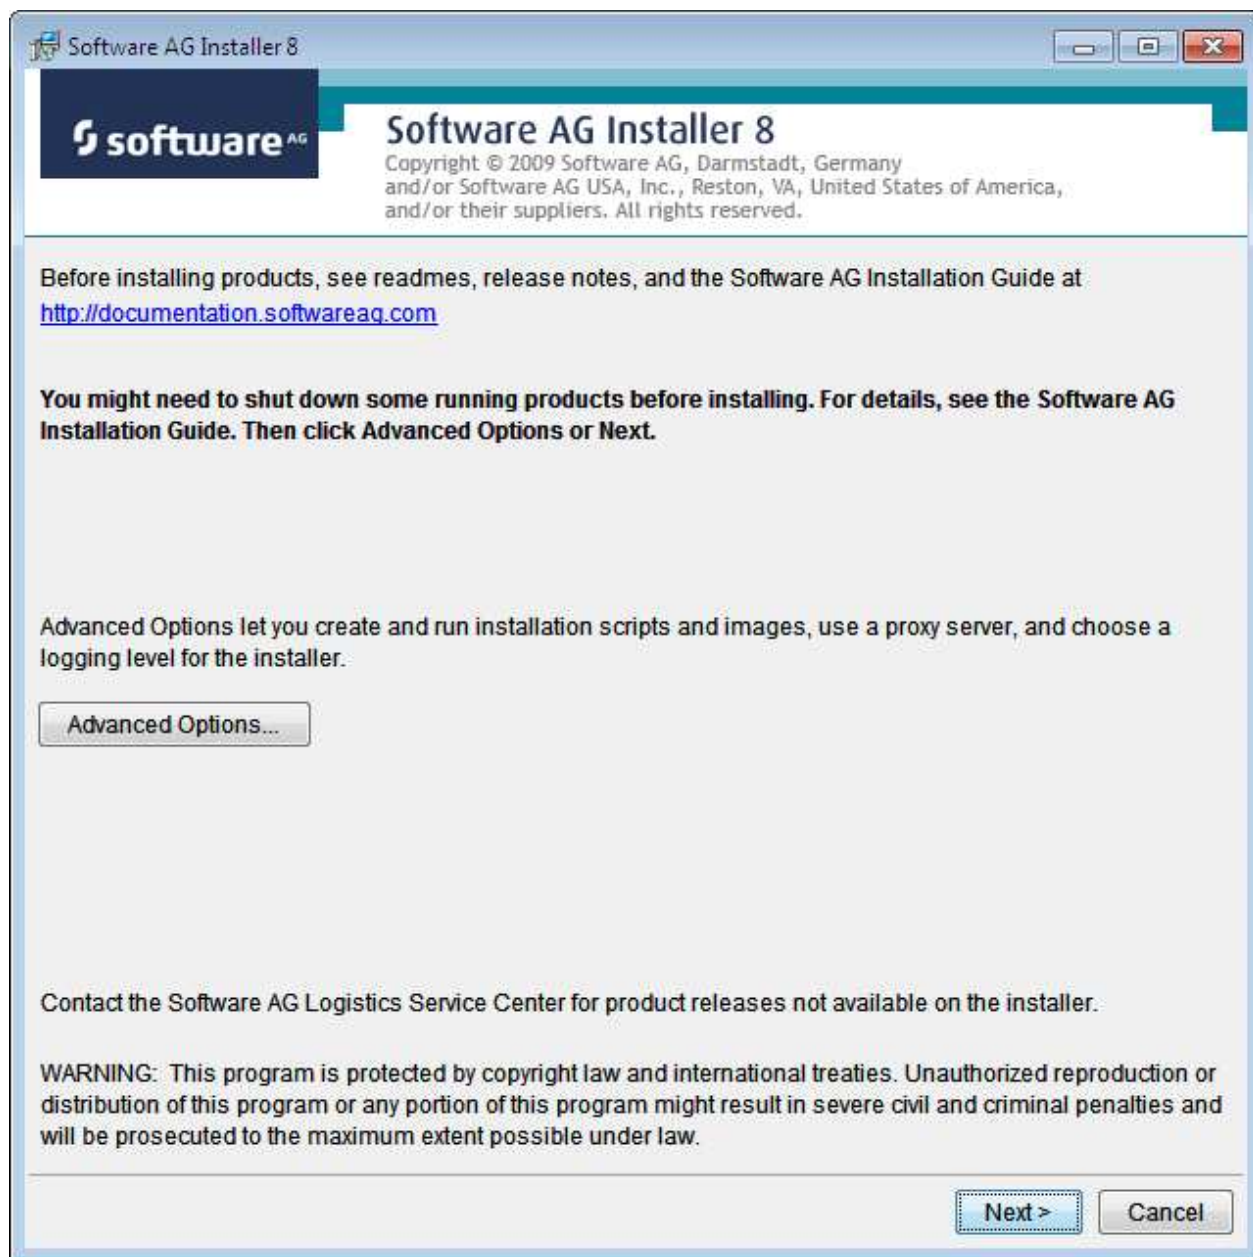 Software AG Installer 8
software AG
Software AG Installer 8
Copyright © 2009 Software AG, Darmstadt, Germany
and/or Software AG USA, Inc., Reston, VA, United States of America,
and/or their suppliers. All rights reserved.
Before installing products, see readmes, release notes, and the Software AG Installation Guide at
http://documentation.softwareag.com
You might need to shut down some running products before installing. For details, see the Software AG
Installation Guide. Then click Advanced Options or Next.
Advanced Options let you create and run installation scripts and images, use a proxy server, and choose a
logging level for the installer.
Advanced Options...
Contact the Software AG Logistics Service Center for product releases not available on the installer.
WARNING: This program is protected by copyright law and international treaties. Unauthorized reproduction or
distribution of this program or any portion of this program might result in severe civil and criminal penalties and
will be prosecuted to the maximum extent possible under law.
Next >
Cancel